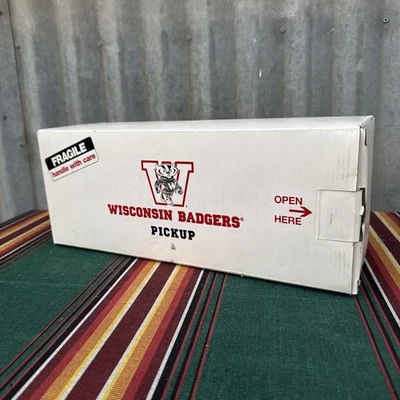 FRAGILE
handle with care
W
WISCONSIN BADGERS®
PICKUP
OPEN
HERE